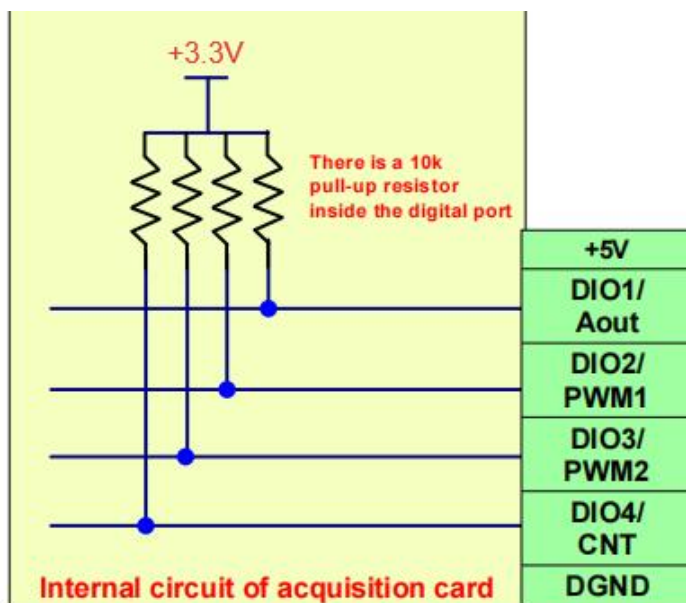 +3.3V
There is a 10k
pull-up resistor
inside the digital port
+5V
DIO1/
Aout
DIO2/
PWM1
DIO3/
PWM2
DIO4/
CNT
DGND
Internal circuit of acquisition card